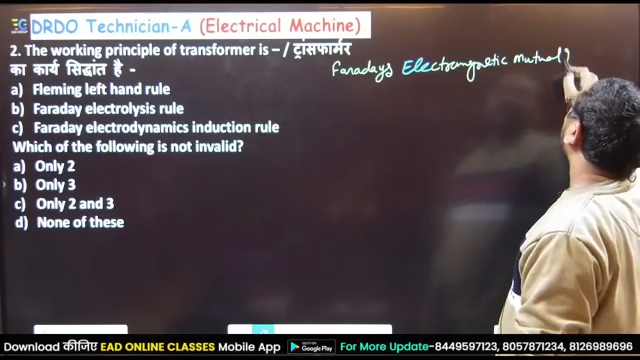 EG DRDO Technician-A (Electrical Machine)
2. The working principle of transformer is – / ट्रांसफार्मर
का कार्य सिद्धांत है -
Faradays Electromagnetic Mutual
a) Fleming left hand rule
b) Faraday electrolysis rule
c) Faraday electrodynamics induction rule
Which of the following is not invalid?
a) Only 2
b) Only 3
c) Only 2 and 3
d) None of these
Download कीजिए EAD ONLINE CLASSES Mobile App GET IT ON Google Play For More Update-8449597123, 8057871234, 8126989696